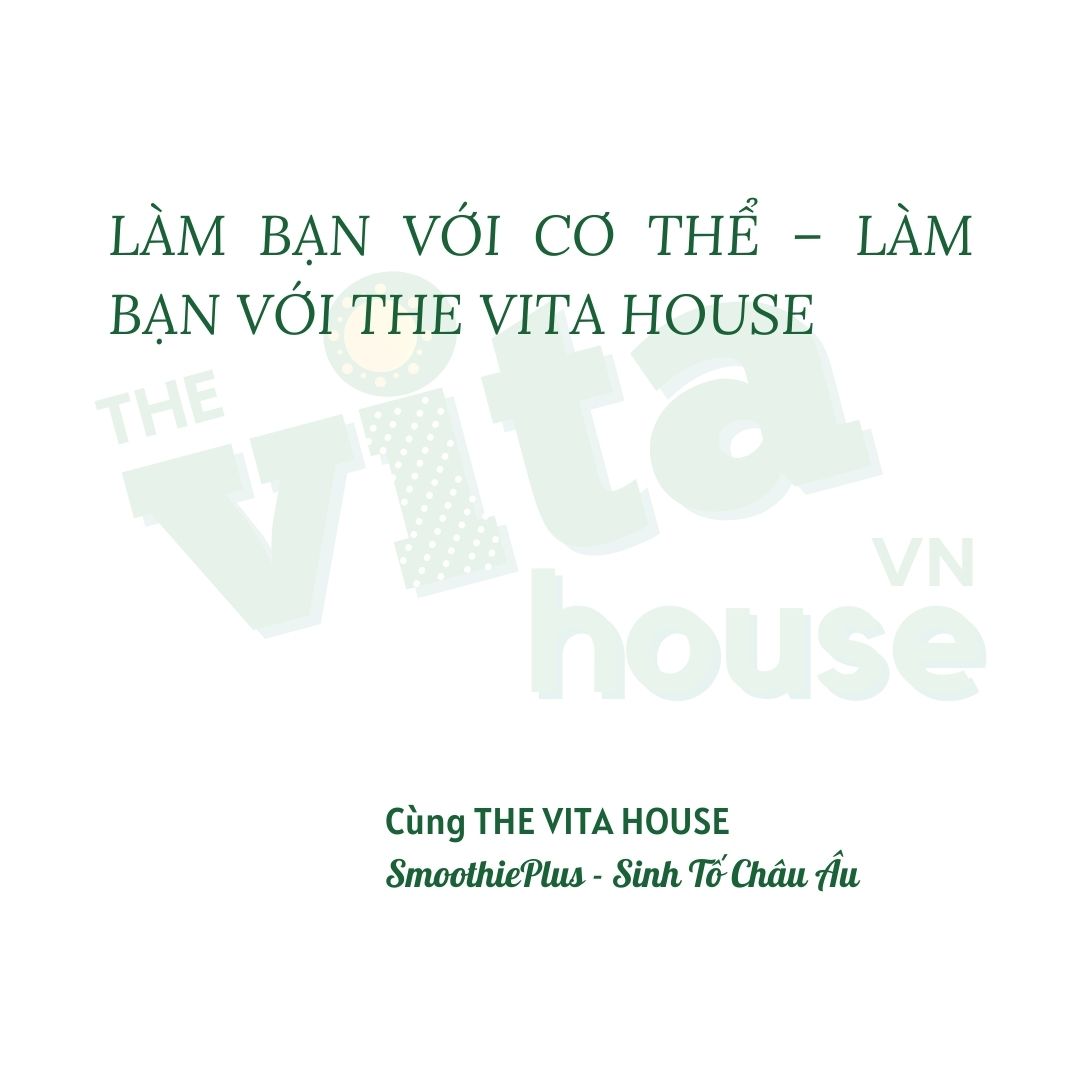 LÀM BẠN VỚI CƠ THỂ – LÀM
BẠN VỚI THE VITA HOUSE
THE
vita
VN
house
Cùng THE VITA HOUSE
SmoothiePlus - Sinh Tố Châu Âu